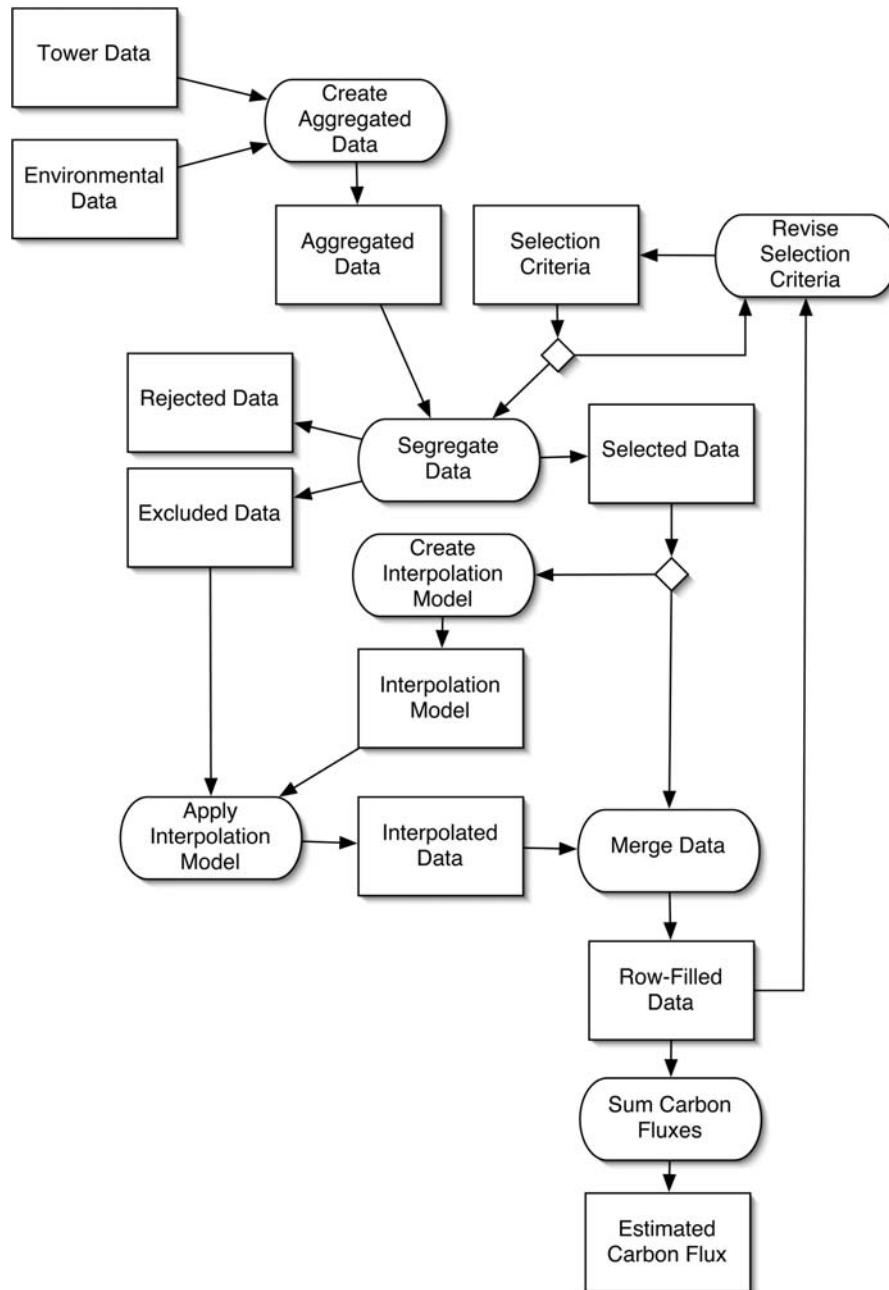 Tower Data
Create
Aggregated
Data
Environmental
Data
Aggregated
Data
Selection
Criteria
Revise
Selection
Criteria
Rejected Data
Segregate
Data
Selected Data
Excluded Data
Create
Interpolation
Model
Interpolation
Model
Apply
Interpolation
Model
Interpolated
Data
Merge Data
Row-Filled
Data
Sum Carbon
Fluxes
Estimated
Carbon Flux